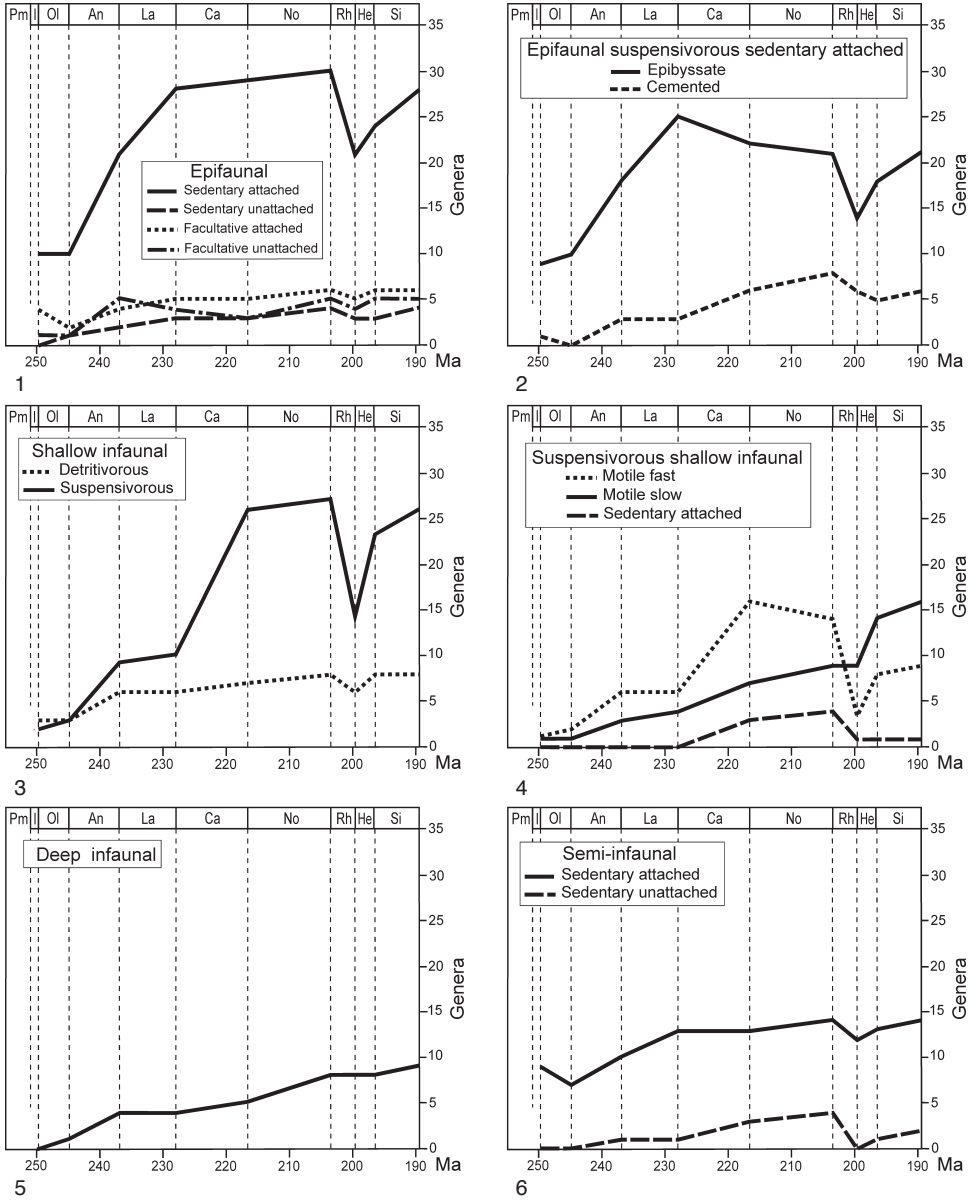 Pm I Ol An La Ca No Rh He Si
35
30
25
20
15
10
5
0
Genera
Epifaunal
Sedentary attached
Sedentary unattached
Facultative attached
Facultative unattached
250 240 230 220 210 200 190 Ma
1
Pm I Ol An La Ca No Rh He Si
35
30
25
20
15
10
5
0
Genera
Epifaunal suspensivorous sedentary attached
Epibyssate
Cemented
250 240 230 220 210 200 190 Ma
2
Pm I Ol An La Ca No Rh He Si
35
30
25
20
15
10
5
0
Genera
Shallow infaunal
Detritivorous
Suspensivorous
250 240 230 220 210 200 190 Ma
3
Pm I Ol An La Ca No Rh He Si
35
30
25
20
15
10
5
0
Genera
Suspensivorous shallow infaunal
Motile fast
Motile slow
Sedentary attached
250 240 230 220 210 200 190 Ma
4
Pm I Ol An La Ca No Rh He Si
35
30
25
20
15
10
5
0
Genera
Deep infaunal
250 240 230 220 210 200 190 Ma
5
Pm I Ol An La Ca No Rh He Si
35
30
25
20
15
10
5
0
Genera
Semi-infaunal
Sedentary attached
Sedentary unattached
250 240 230 220 210 200 190 Ma
6